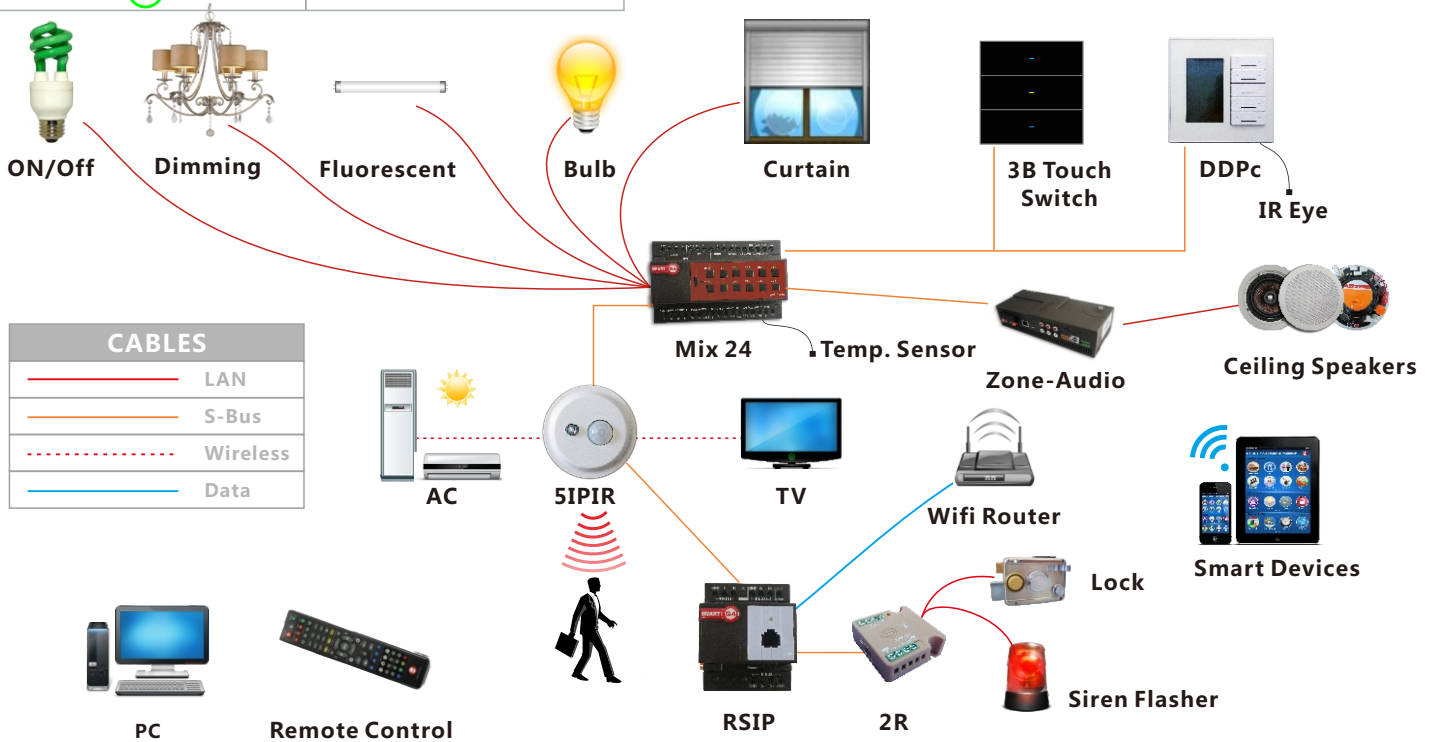 ON/Off
Dimming
Fluorescent
Bulb
Curtain
3B Touch
Switch
DDPc
IR Eye
Mix 24
Temp. Sensor
Zone-Audio
Ceiling Speakers
CABLES
LAN
S-Bus
Wireless
Data
AC
5IPIR
TV
Wifi Router
Smart Devices
Lock
Siren Flasher
PC
Remote Control
RSIP
2R